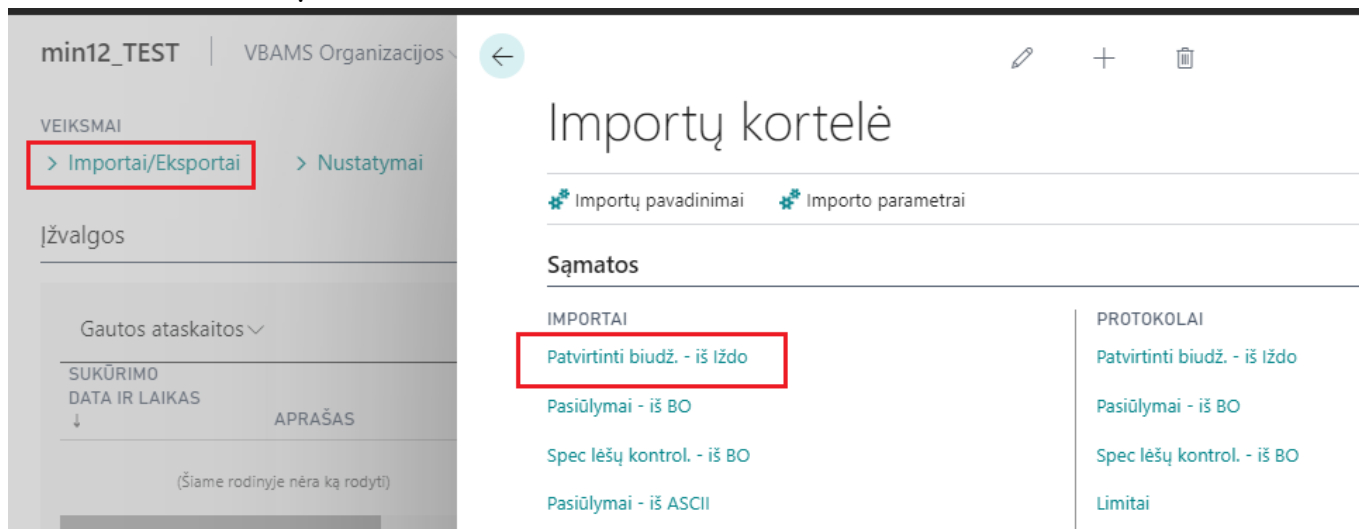 min12_TEST
VBAMS Organizacijos
VEIKSMAI
> Importai/Eksportai
> Nustatymai
Įžvalgos
Gautos ataskaitos
SUKŪRIMO
DATA IR LAIKAS
↓
APRAŠAS
(Šiame rodinyje nėra ką rodyti)
Importų kortelė
Importų pavadinimai
Importo parametrai
Sąmatos
IMPORTAI
Patvirtinti biudž. - iš Iždo
Pasiūlymai - iš BO
Spec lėšų kontrol. - iš BO
Pasiūlymai - iš ASCII
PROTOKOLAI
Patvirtinti biudž. - iš Iždo
Pasiūlymai - iš BO
Spec lėšų kontrol. - iš BO
Limitai